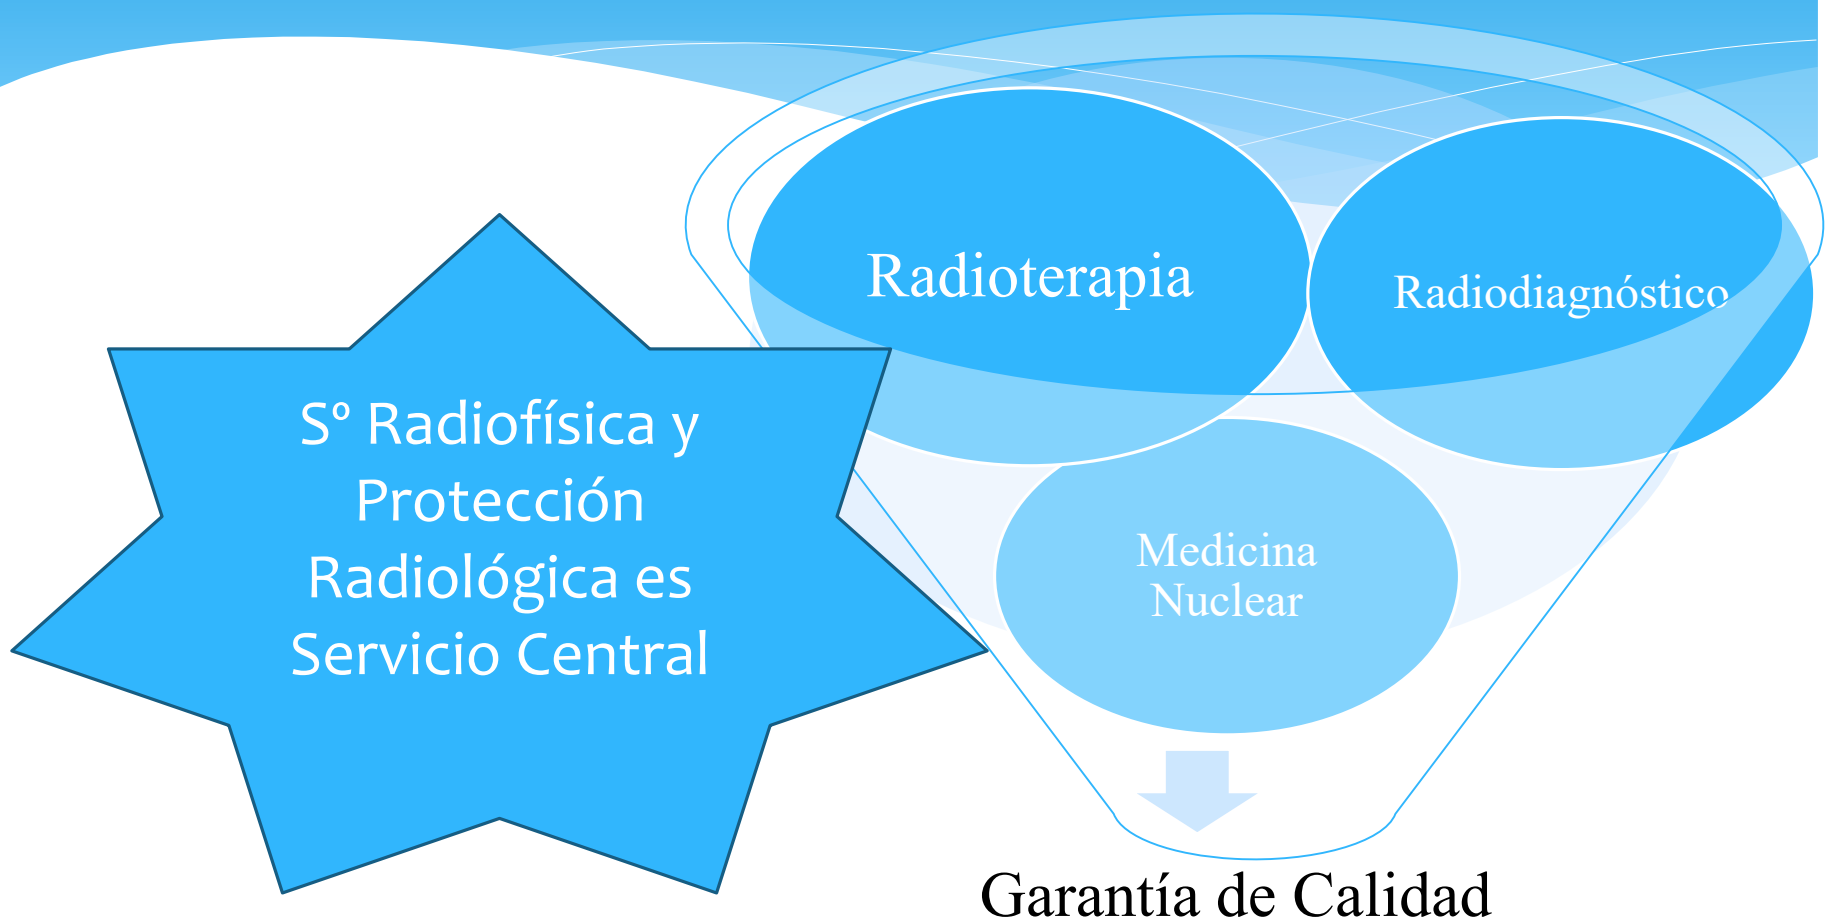 Radioterapia
Radiodiagnóstico
Sº Radiofísica y
Protección
Radiológica es
Servicio Central
Medicina
Nuclear
Garantía de Calidad